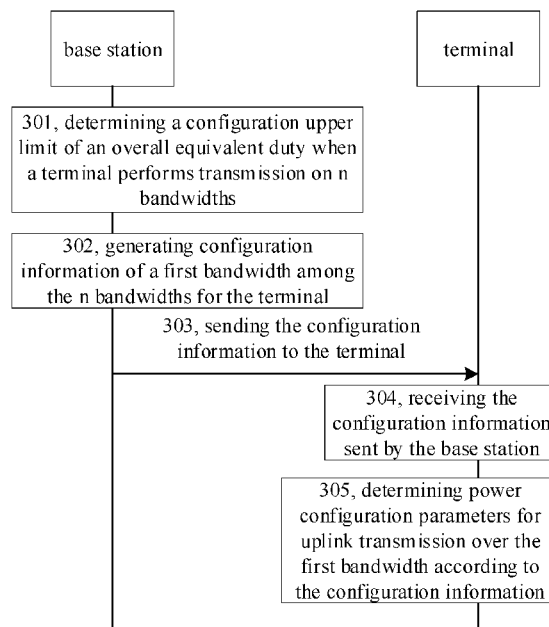 base station
terminal
301, determining a configuration upper
limit of an overall equivalent duty when
a terminal performs transmission on n
bandwidths
302, generating configuration
information of a first bandwidth among
the n bandwidths for the terminal
303, sending the configuration
information to the terminal
304, receiving the
configuration information
sent by the base station
305, determining power
configuration parameters for
uplink transmission over the
first bandwidth according to
the configuration information